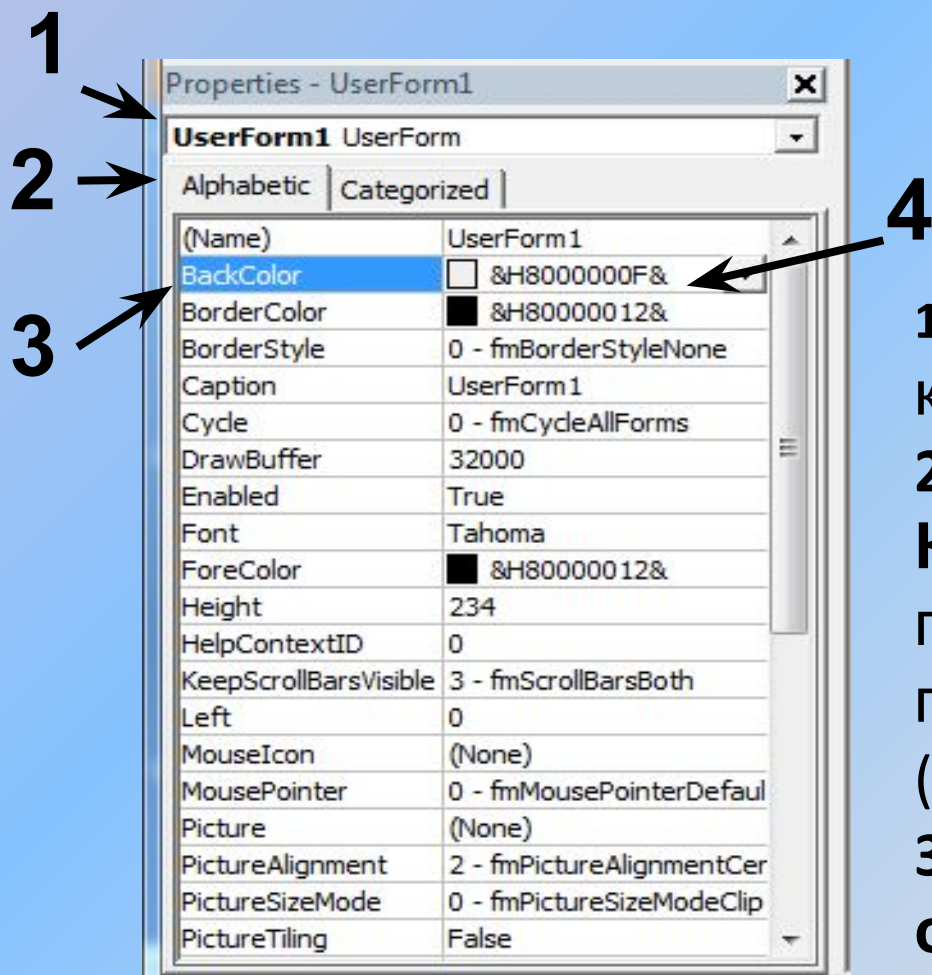 1
Properties - UserForm1
UserForm1 UserForm
2
Alphabetic Categorized
4
(Name) UserForm1
BackColor &H8000000F&
BorderColor &H80000012&
3
BorderStyle 0 - fmBorderStyleNone
Caption UserForm1
Cycle 0 - fmCycleAllForms
DrawBuffer 32000
Enabled True
Font Tahoma
ForeColor &H80000012&
Height 234
HelpContextID 0
KeepScrollBarsVisible 3 - fmScrollBarsBoth
Left 0
MouseIcon (None)
MousePointer 0 - fmMousePointerDefaul
Picture (None)
PictureAlignment 2 - fmPictureAlignmentCer
PictureSizeMode 0 - fmPictureSizeModeClip
PictureTiling False
2
(
3